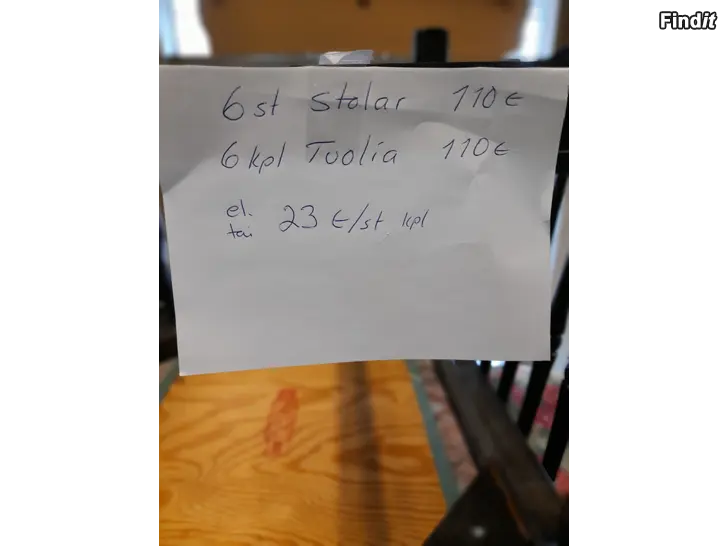 Findit
6 st Stolar 110 €
6 kpl Tuolia 110 €
el.
tai 23 €/st kpl